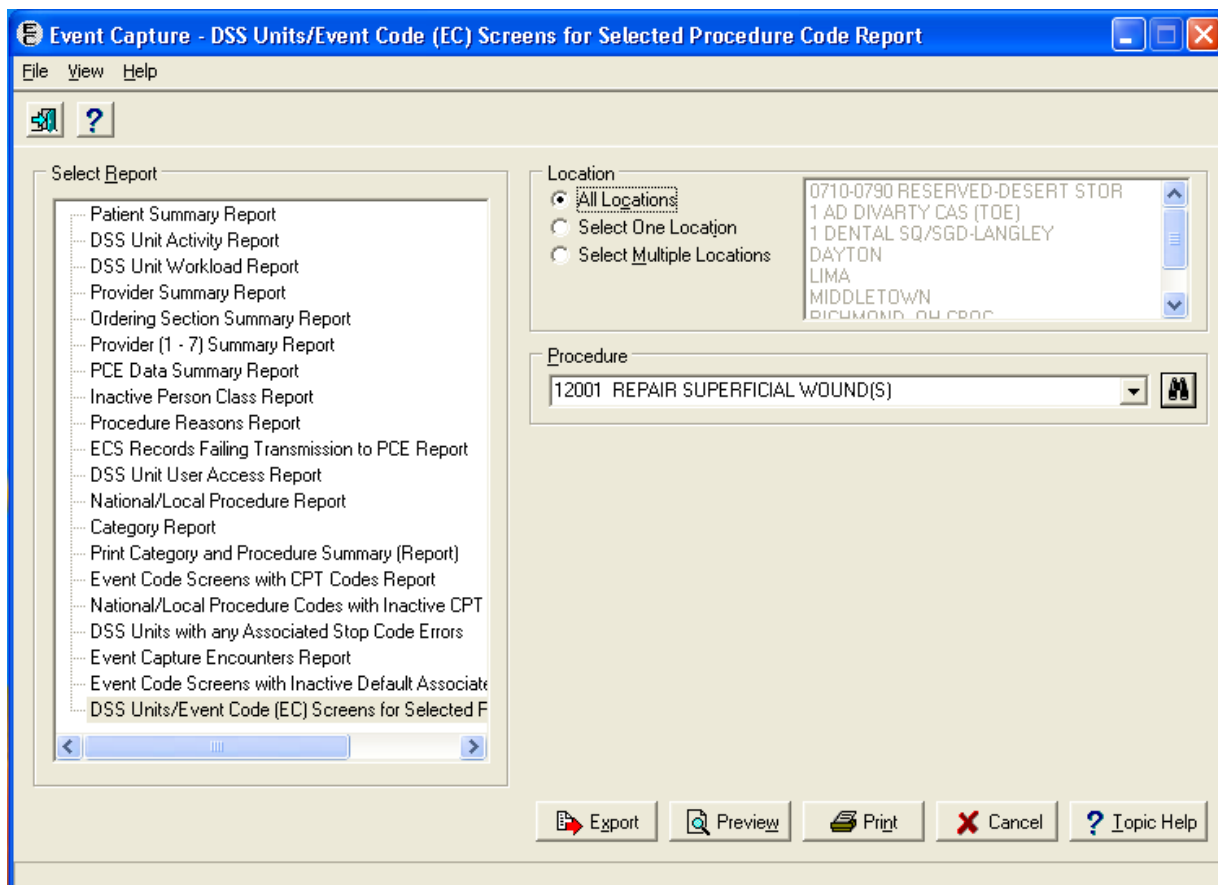 Event Capture - DSS Units/Event Code (EC) Screens for Selected Procedure Code Report
File View Help
?
Select Report
Patient Summary Report
DSS Unit Activity Report
DSS Unit Workload Report
Provider Summary Report
Ordering Section Summary Report
Provider (1 - 7) Summary Report
PCE Data Summary Report
Inactive Person Class Report
Procedure Reasons Report
ECS Records Failing Transmission to PCE Report
DSS Unit User Access Report
National/Local Procedure Report
Category Report
Print Category and Procedure Summary (Report)
Event Code Screens with CPT Codes Report
National/Local Procedure Codes with Inactive CPT
DSS Units with any Associated Stop Code Errors
Event Capture Encounters Report
Event Code Screens with Inactive Default Associate
DSS Units/Event Code (EC) Screens for Selected
Location
All Locations
Select One Location
Select Multiple Locations
0710-0790 RESERVED-DESERT STOR
1 AD DIVARTY CAS (TOE)
1 DENTAL SQ/SGD-LANGLEY
DAYTON
LIMA
MIDDLETOWN
RICHMOND, OH CBOC
Procedure
12001 REPAIR SUPERFICIAL WOUND(S)
Export
Preview
Print
Cancel
? Topic Help